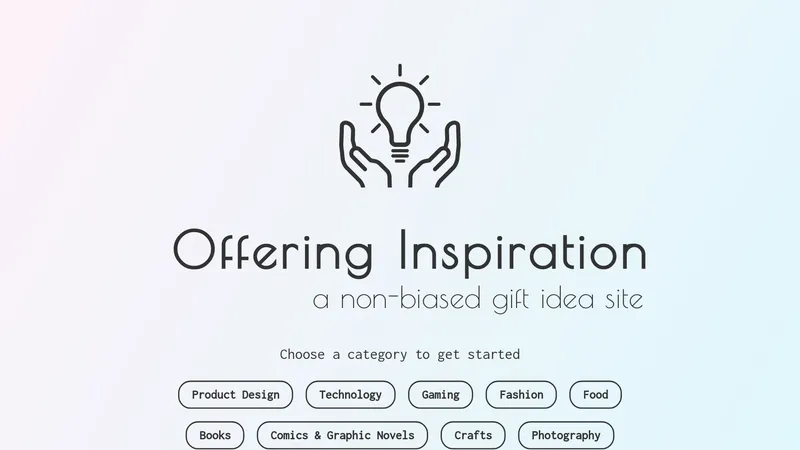 Offering Inspiration
a non-biased gift idea site
Choose a category to get started
Product Design Technology Gaming Fashion Food
Books Comics & Graphic Novels Crafts Photography